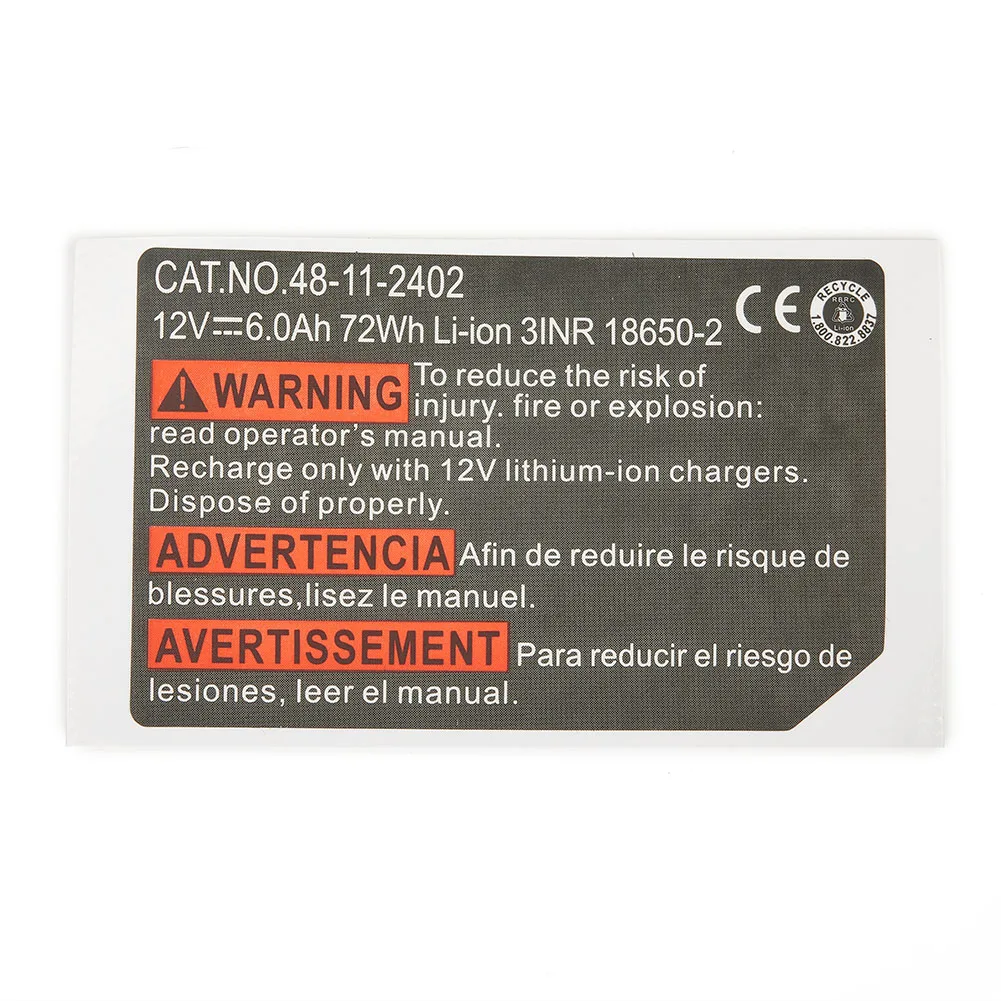 CAT.NO.48-11-2402
12V⎓6.0Ah 72Wh Li-ion 3INR 18650-2
CE
RECYCLE
RBRC
Li-ion
1.800.822.8837
WARNING To reduce the risk of
injury. fire or explosion:
read operator's manual.
Recharge only with 12V lithium-ion chargers.
Dispose of properly.
ADVERTENCIA Afin de reduire le risque de
blessures,lisez le manuel.
AVERTISSEMENT Para reducir el riesgo de
lesiones, leer el manual.